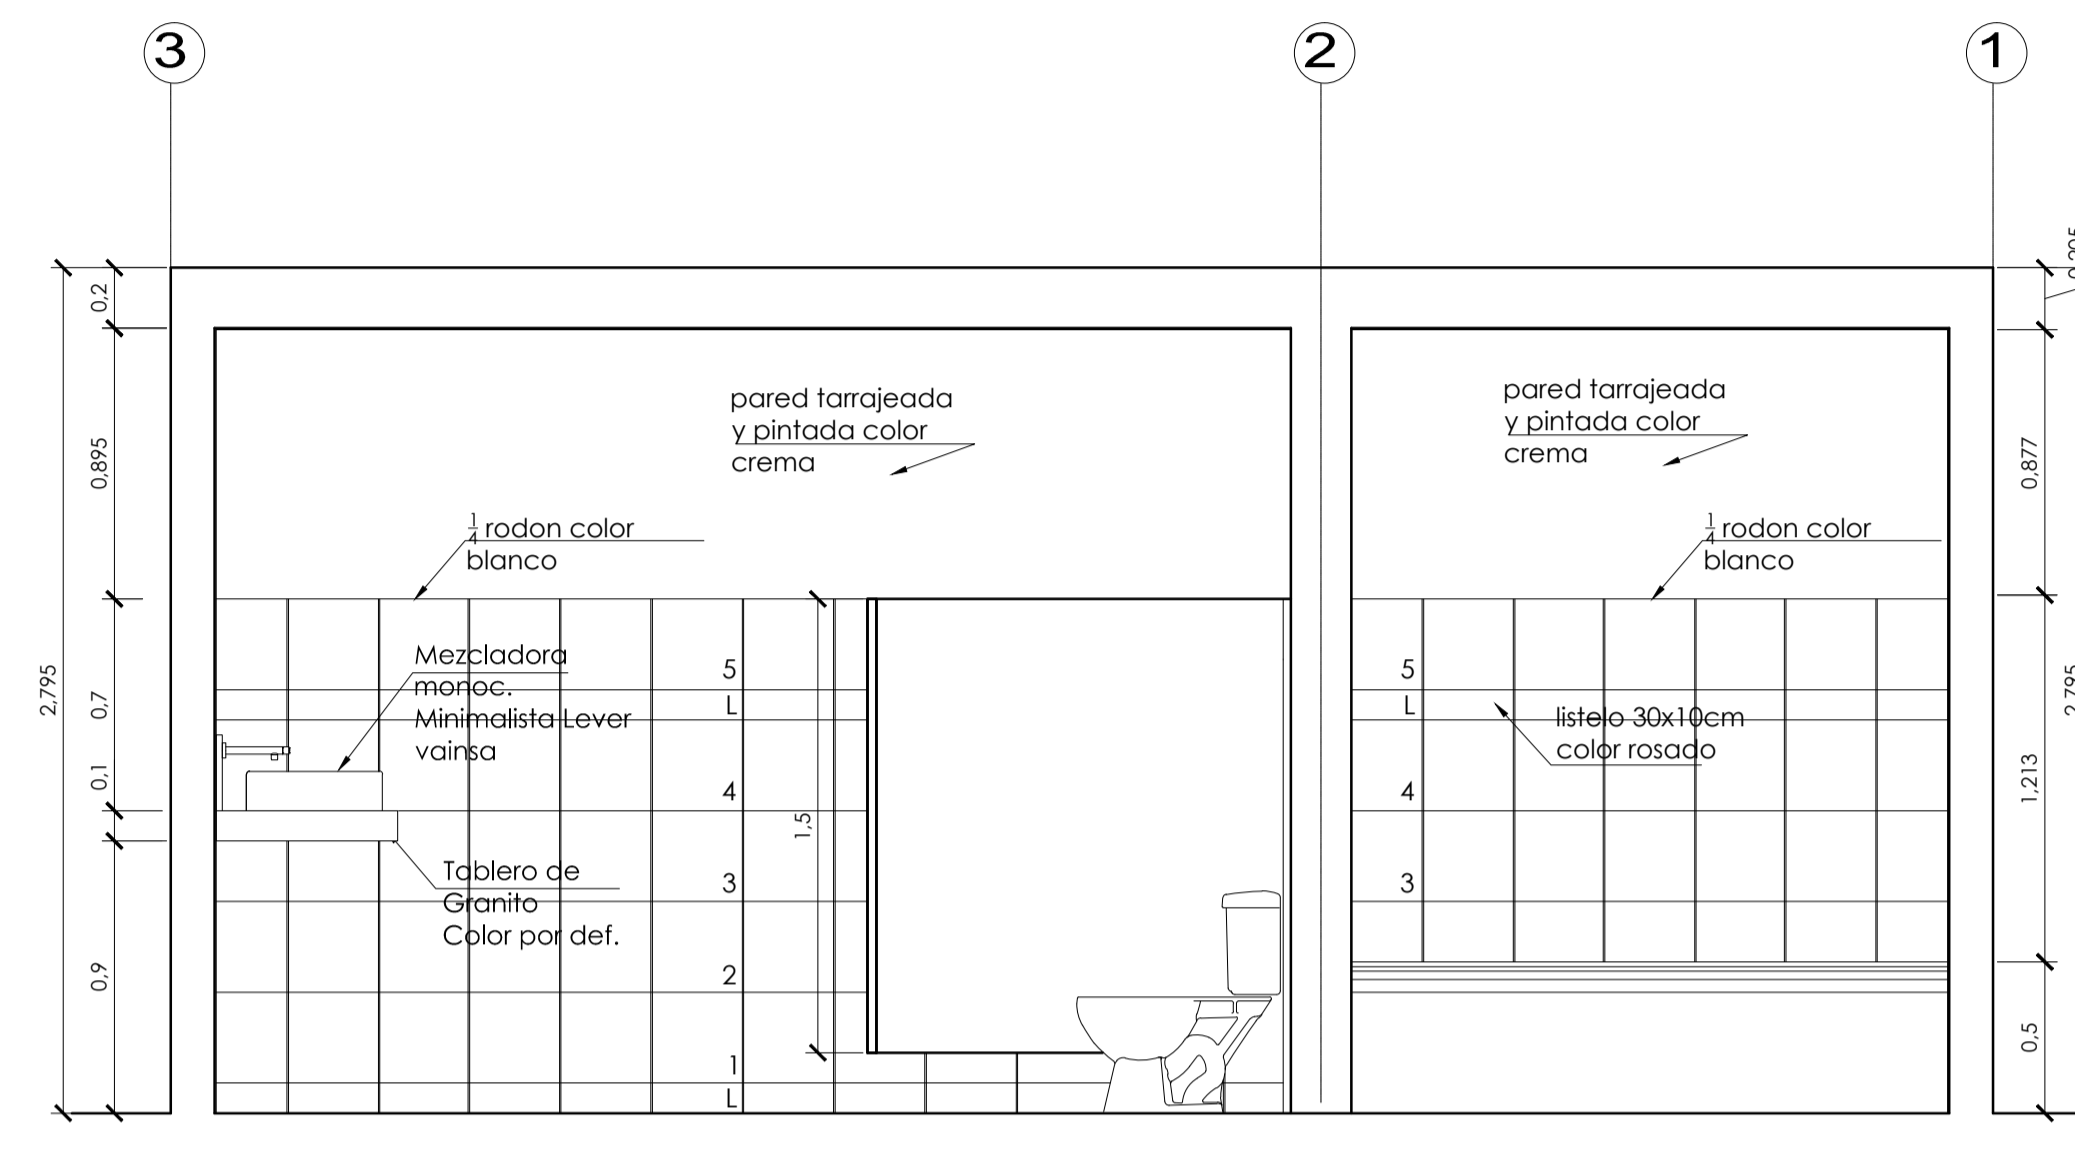 3
2
1
2,795
0,2
0,895
0,7
0,1
0,9
pared tarrajeada
y pintada color
crema
1/4 rodon color
blanco
Mezcladora
monoc.
Minimalista Lever
vainsa
Tablero de
Granito
Color por def.
5
L
4
3
2
1
L
1,5
pared tarrajeada
y pintada color
crema
1/4 rodon color
blanco
5
L
4
3
listelo 30x10cm
color rosado
0,877
1,213
0,5